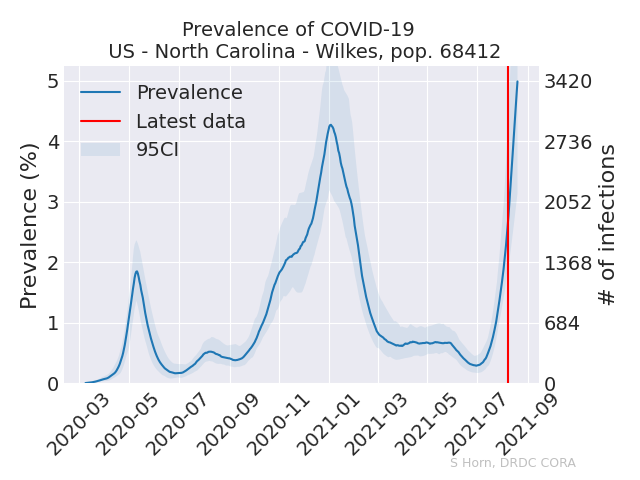 Prevalence of COVID-19
US - North Carolina - Wilkes, pop. 68412
Prevalence
Latest data
95CI
Prevalence (%)
5
4
3
2
1
0
3420
2736
2052
1368
684
0
# of infections
2020-03
2020-05
2020-07
2020-09
2020-11
2021-01
2021-03
2021-05
2021-07
2021-09
S Horn, DRDC CORA